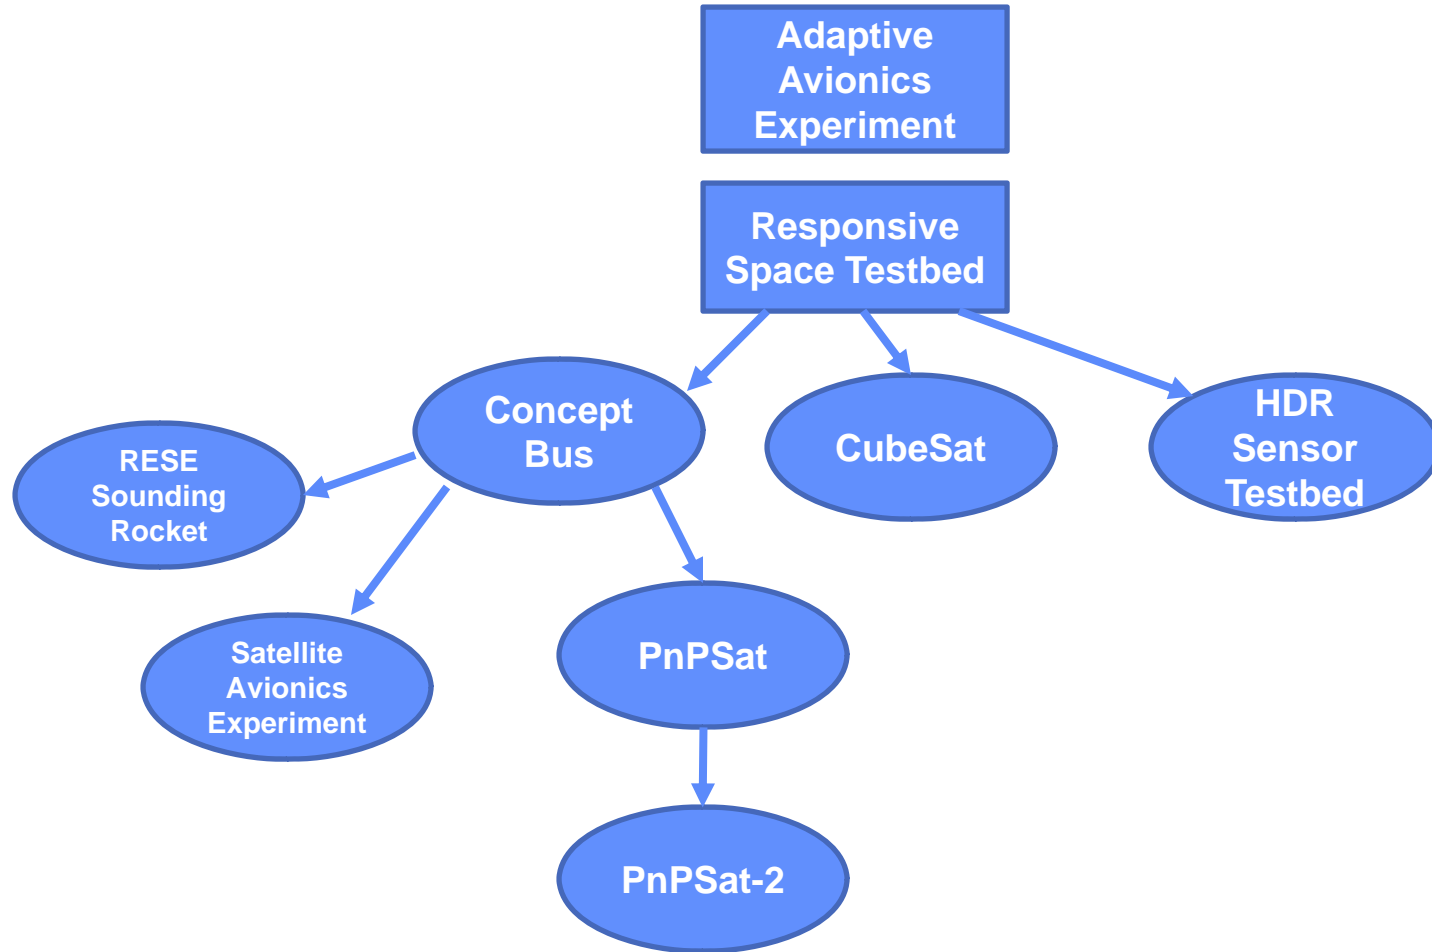 Adaptive
Avionics
Experiment
Responsive
Space Testbed
Concept
Bus
CubeSat
HDR
Sensor
Testbed
RESE
Sounding
Rocket
Satellite
Avionics
Experiment
PnPSat
PnPSat-2